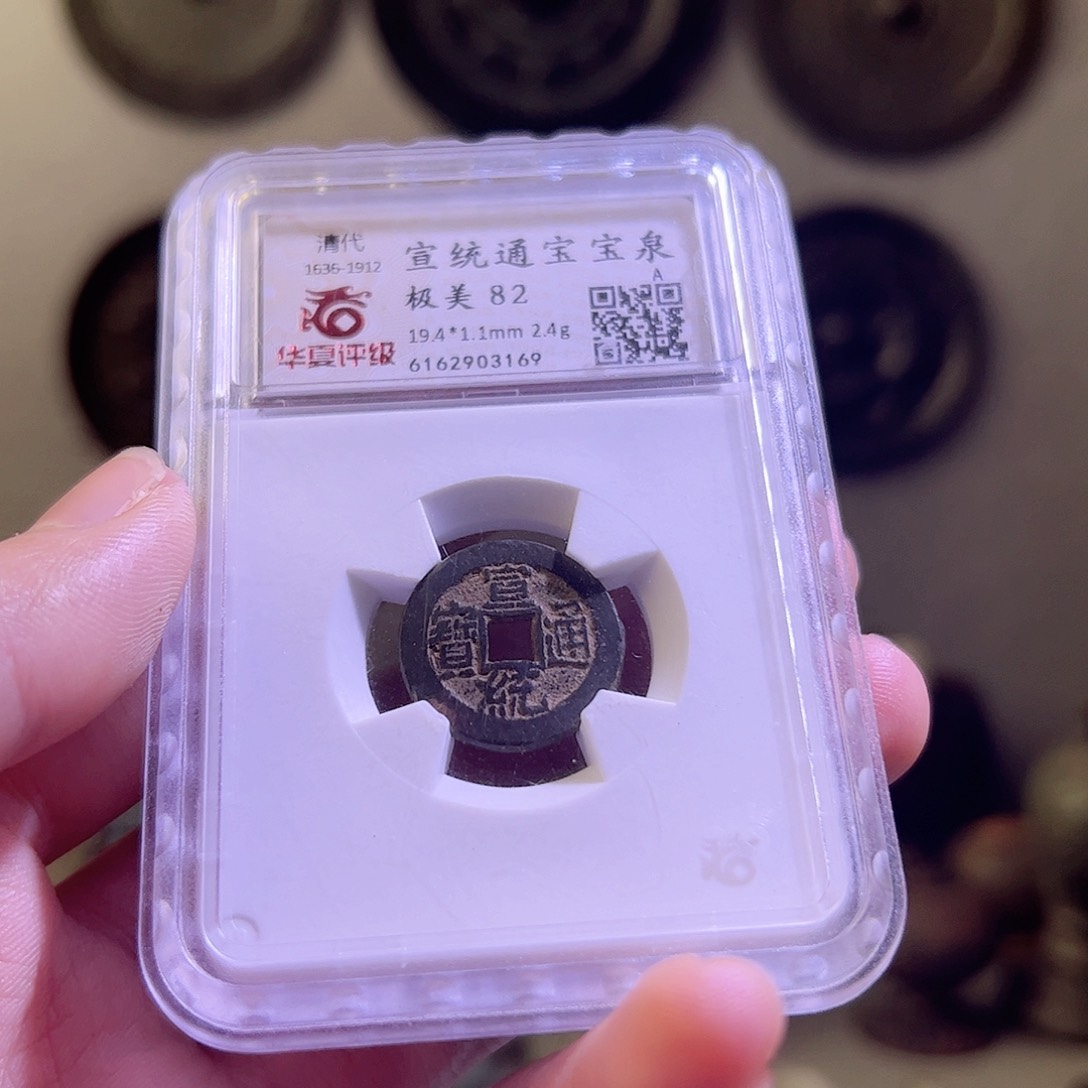 清代
1636-1912
华夏评级
宣统通宝宝泉
极美 82
19.4*1.1mm 2.4g
6162903169
A
宣
寶 通
統